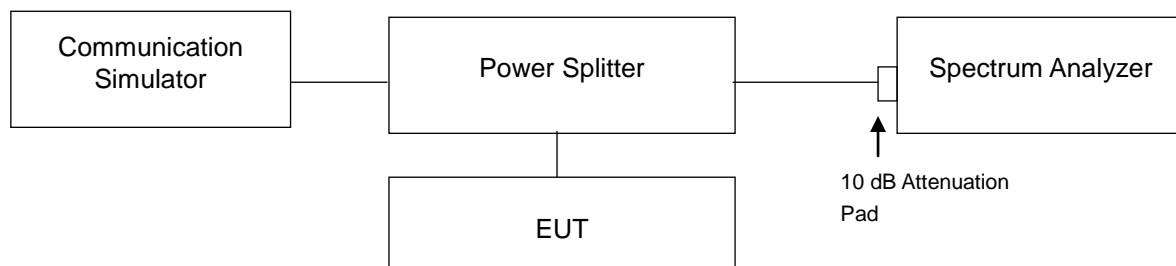 Communication
Simulator
Power Splitter
Spectrum Analyzer
10 dB Attenuation
Pad
EUT